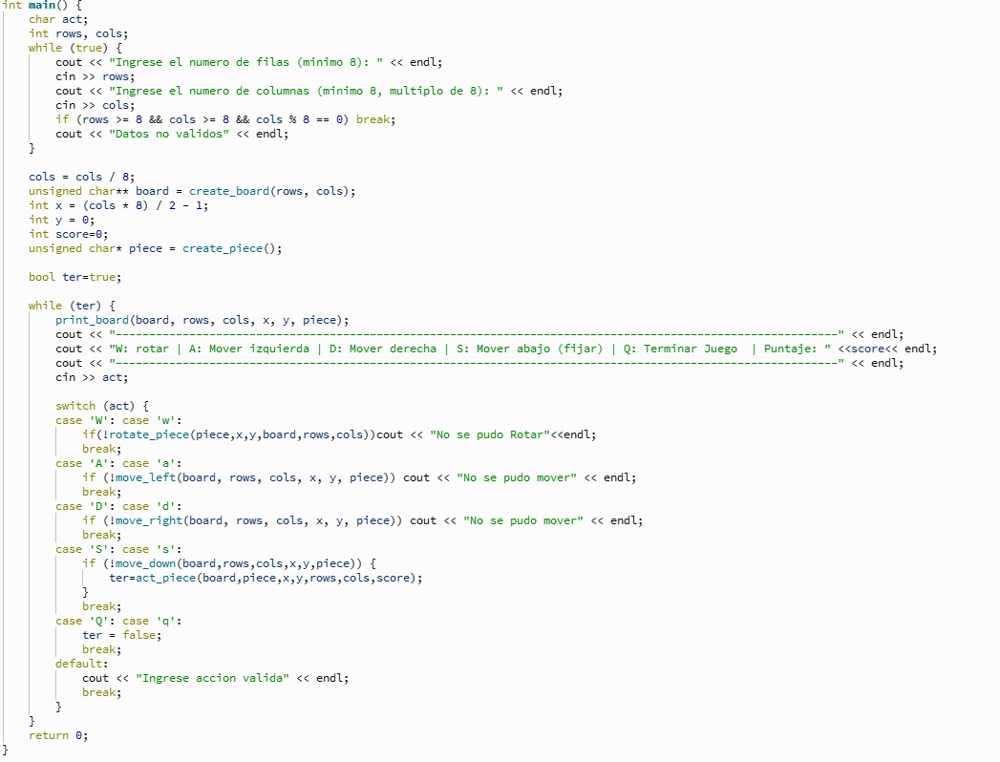 int main() {
char act;
int rows, cols;
while (true) {
cout << "Ingrese el numero de filas (minimo 8): " << endl;
cin >> rows;
cout << "Ingrese el numero de columnas (minimo 8, multiplo de 8): " << endl;
cin >> cols;
if (rows >= 8 && cols >= 8 && cols % 8 == 0) break;
cout << "Datos no validos" << endl;
}
cols = cols / 8;
unsigned char** board = create_board(rows, cols);
int x = (cols * 8) / 2 - 1;
int y = 0;
int score=0;
unsigned char* piece = create_piece();
bool ter=true;
while (ter) {
print_board(board, rows, cols, x, y, piece);
cout << "------------------------------------------------------------------------------------------------------------" << endl;
cout << "W: rotar | A: Mover izquierda | D: Mover derecha | S: Mover abajo (fijar) | Q: Terminar Juego  | Puntaje: " <<score<< endl;
cout << "------------------------------------------------------------------------------------------------------------" << endl;
cin >> act;
switch (act) {
case 'W': case 'w':
if(!rotate_piece(piece,x,y,board,rows,cols))cout << "No se pudo Rotar"<<endl;
break;
case 'A': case 'a':
if (!move_left(board, rows, cols, x, y, piece)) cout << "No se pudo mover" << endl;
break;
case 'D': case 'd':
if (!move_right(board, rows, cols, x, y, piece)) cout << "No se pudo mover" << endl;
break;
case 'S': case 's':
if (!move_down(board,rows,cols,x,y,piece)) {
ter=act_piece(board,piece,x,y,rows,cols,score);
}
break;
case 'Q': case 'q':
ter = false;
break;
default:
cout << "Ingrese accion valida" << endl;
break;
}
}
return 0;
}